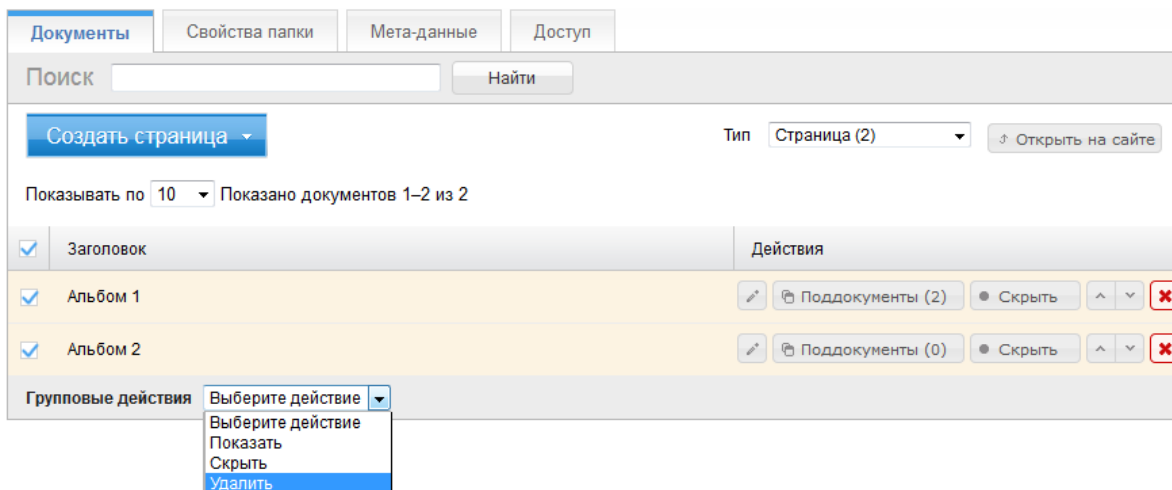 Документы Свойства папки Мета-данные Доступ
Поиск Найти
Создать страница Тип Страница (2) Открыть на сайте
Показывать по 10 Показано документов 1–2 из 2
Заголовок Действия
Альбом 1 Поддокументы (2) Скрыть
Альбом 2 Поддокументы (0) Скрыть
Групповые действия Выберите действие
Выберите действие
Показать
Скрыть
Удалить